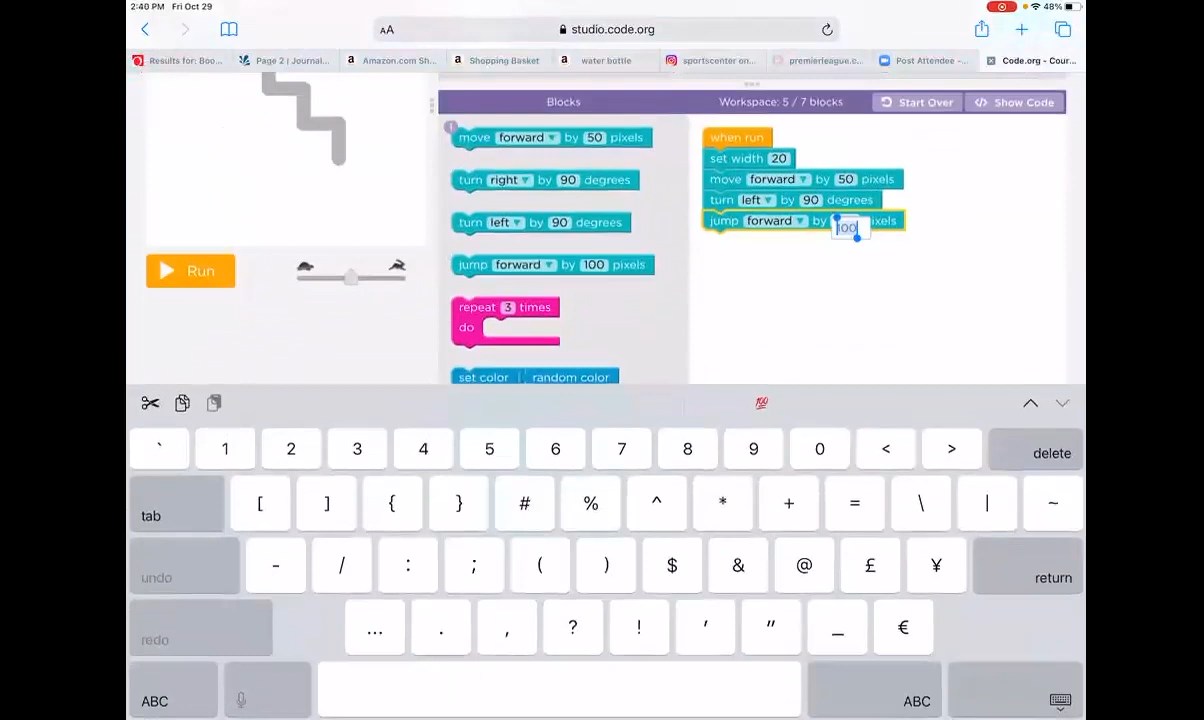 2:40 PM Fri Oct 29
48%
AA
studio.code.org
Results for: Boo...
Page 2 | Journal...
Amazon.com Sh...
Shopping Basket
water bottle
sportscenter on...
premierleague.c...
Post Attendee -...
Code.org - Cour...
Blocks
Workspace: 5 / 7 blocks
Start Over
</> Show Code
move forward by 50 pixels
turn right by 90 degrees
turn left by 90 degrees
jump forward by 100 pixels
repeat 3 times
do
set color random color
when run
set width 20
move forward by 50 pixels
turn left by 90 degrees
jump forward by 100 pixels
Run
💯
` 1 2 3 4 5 6 7 8 9 0 < > delete
tab [ ] { } # % ^ * + = \ | ~
undo - / : ; ( ) $ & @ £ ¥ return
redo ... . , ? ! ' " _ €
ABC ABC